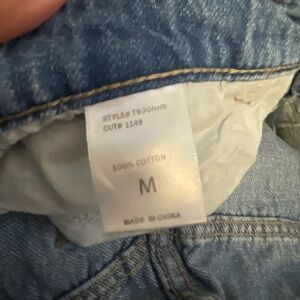 STYLE# T930NHR
CUT# 1149
100% COTTON
M
MADE IN CHINA